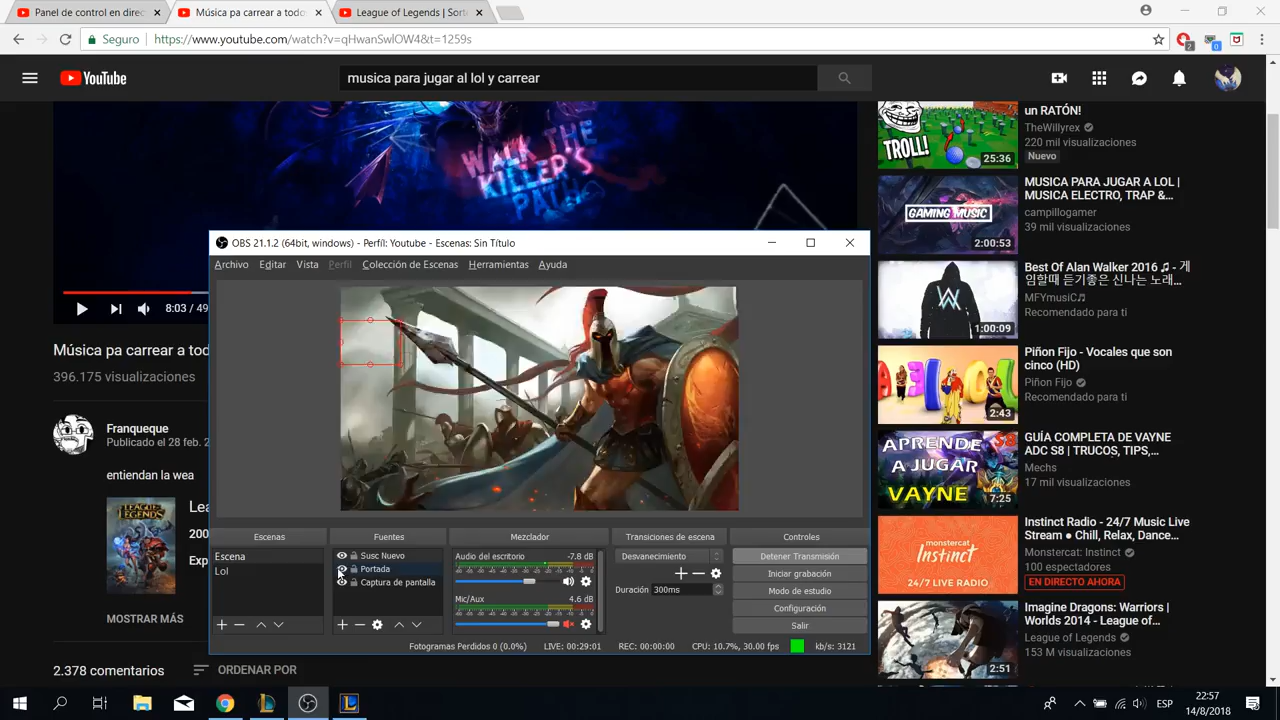 Panel de control en direc
Música pa carrear a todo
League of Legends | Sorte
Seguro
https://www.youtube.com/watch?v=qHwanSwlOW4&t=1259s
2
0
YouTube
musica para jugar al lol y carrear
WALK THE
KILLER'S
8:03 / 49
Música pa carrear a tod
396.175 visualizaciones
Franqueque
Publicado el 28 feb. 2
entiendan la wea
LEAGUE
LEGENDS
Lea
200
Exp
MOSTRAR MÁS
2.378 comentarios
ORDENAR POR
OBS 21.1.2 (64bit, windows) - Perfil: Youtube - Escenas: Sin Título
Archivo
Editar
Vista
Perfil
Colección de Escenas
Herramientas
Ayuda
Escenas
Fuentes
Mezclador
Transiciones de escena
Controles
Escena
Lol
Susc Nuevo
Portada
Captura de pantalla
Audio del escritorio
-7.8 dB
Mic/Aux
4.6 dB
Desvanecimiento
Duración
300ms
Detener Transmisión
Iniciar grabación
Modo de estudio
Configuración
Salir
Fotogramas Perdidos 0 (0.0%)
LIVE: 00:29:01
REC: 00:00:00
CPU: 10.7%, 30.00 fps
kb/s: 3121
TROLL!
25:36
un RATÓN!
TheWillyrex
220 mil visualizaciones
Nuevo
GAMING MUSIC
2:00:53
MUSICA PARA JUGAR A LOL |
MUSICA ELECTRO, TRAP &...
campillogamer
39 mil visualizaciones
1:00:09
Best Of Alan Walker 2016 ♫ - 게
임할때 듣기좋은 신나는 노래...
MFYmusiC♫
Recomendado para ti
2:43
Piñon Fijo - Vocales que son
cinco (HD)
Piñon Fijo
Recomendado para ti
APRENDE
A JUGAR
VAYNE
S8
7:25
GUÍA COMPLETA DE VAYNE
ADC S8 | TRUCOS, TIPS,...
Mechs
17 mil visualizaciones
monstercat
Instinct
24/7 LIVE RADIO
Instinct Radio - 24/7 Music Live
Stream ● Chill, Relax, Dance...
Monstercat: Instinct
100 espectadores
EN DIRECTO AHORA
2:51
Imagine Dragons: Warriors |
Worlds 2014 - League of...
League of Legends
153 M visualizaciones
ESP
22:57
14/8/2018